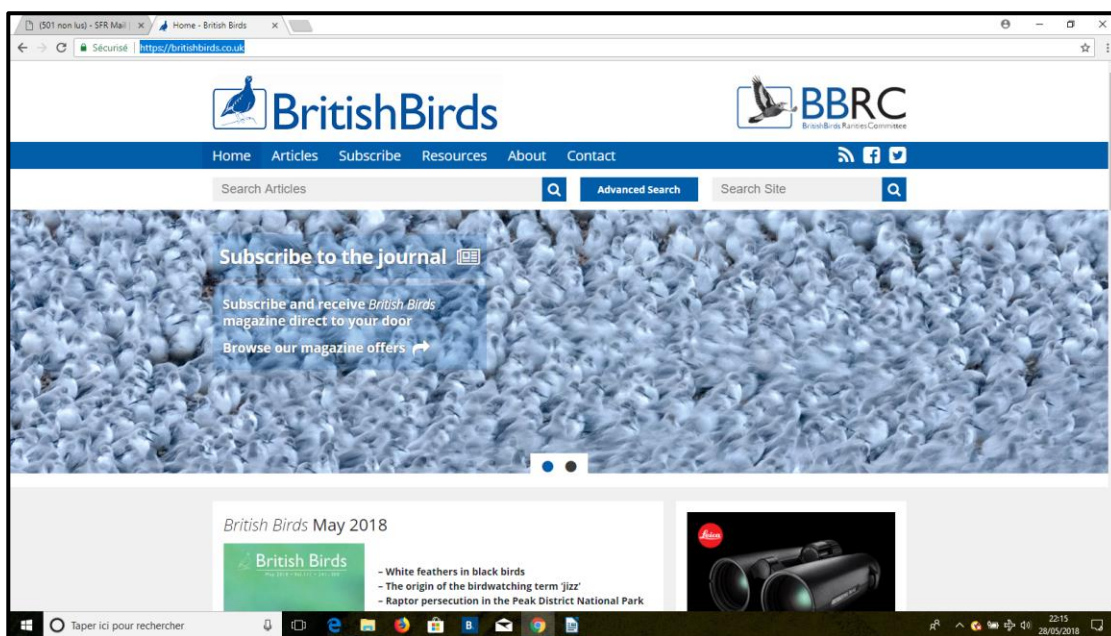 (501 non lus) - SFR Mail |
Home - British Birds
Sécurisé | https://britishbirds.co.uk
BritishBirds
BBRC
BritishBirds Rarities Committee
Home Articles Subscribe Resources About Contact
Search Articles
Advanced Search
Search Site
Subscribe to the journal
Subscribe and receive British Birds
magazine direct to your door
Browse our magazine offers
British Birds May 2018
British Birds
– White feathers in black birds
– The origin of the birdwatching term 'jizz'
– Raptor persecution in the Peak District National Park
Leica
Taper ici pour rechercher
B.
22:15
28/05/2018